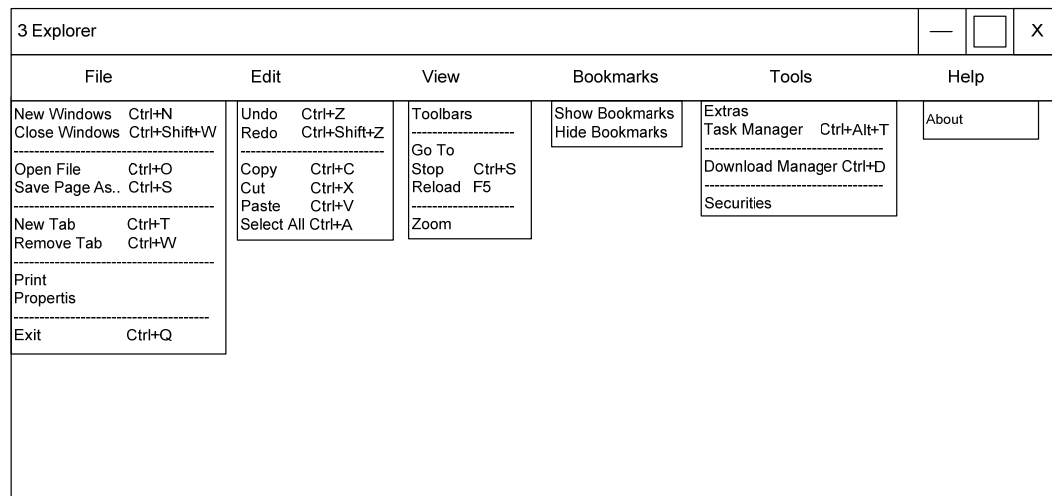 3 Explorer
X
File Edit View Bookmarks Tools Help
New Windows Ctrl+N
Close Windows Ctrl+Shift+W
Open File Ctrl+O
Save Page As.. Ctrl+S
New Tab Ctrl+T
Remove Tab Ctrl+W
Print
Propertis
Exit Ctrl+Q
Undo Ctrl+Z
Redo Ctrl+Shift+Z
Copy Ctrl+C
Cut Ctrl+X
Paste Ctrl+V
Select All Ctrl+A
Toolbars
Go To
Stop Ctrl+S
Reload F5
Zoom
Show Bookmarks
Hide Bookmarks
Extras
Task Manager Ctrl+Alt+T
Download Manager Ctrl+D
Securities
About